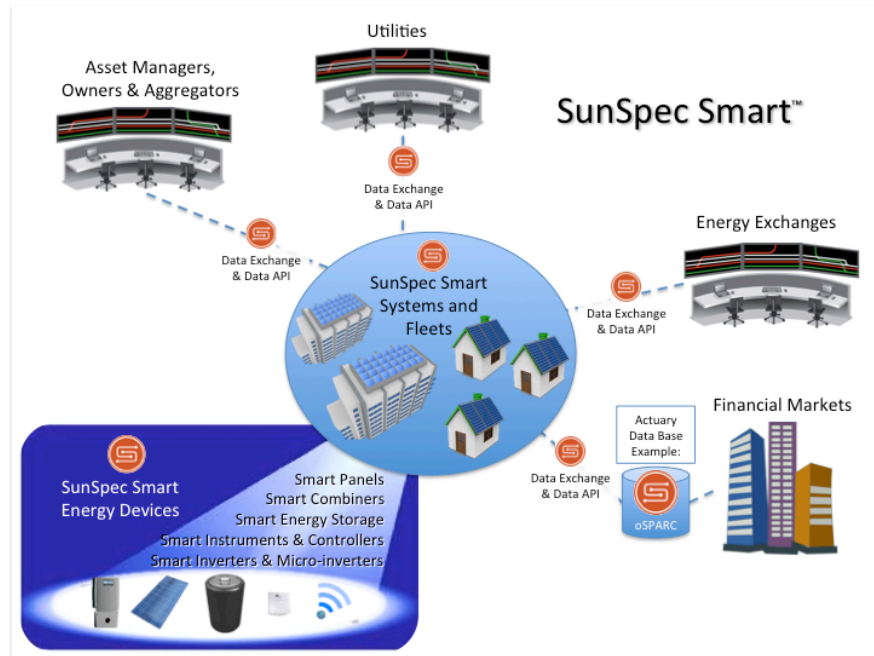 Utilities
Asset Managers,
Owners & Aggregators
SunSpec Smart™
Data Exchange
& Data API
Data Exchange
& Data API
Energy Exchanges
SunSpec Smart
Systems and
Fleets
Data Exchange
& Data API
Financial Markets
Actuary
Data Base
Example:
Data Exchange
& Data API
oSPARC
SunSpec Smart
Energy Devices
Smart Panels
Smart Combiners
Smart Energy Storage
Smart Instruments & Controllers
Smart Inverters & Micro-inverters